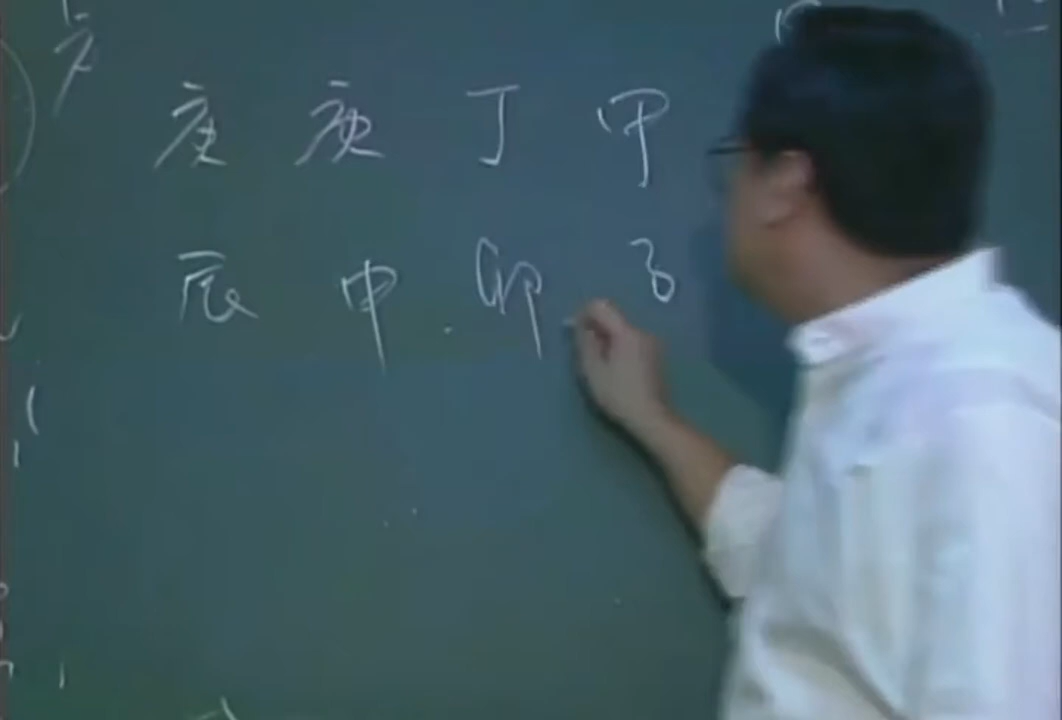 庚 庚 丁 甲
辰 申 卯 子